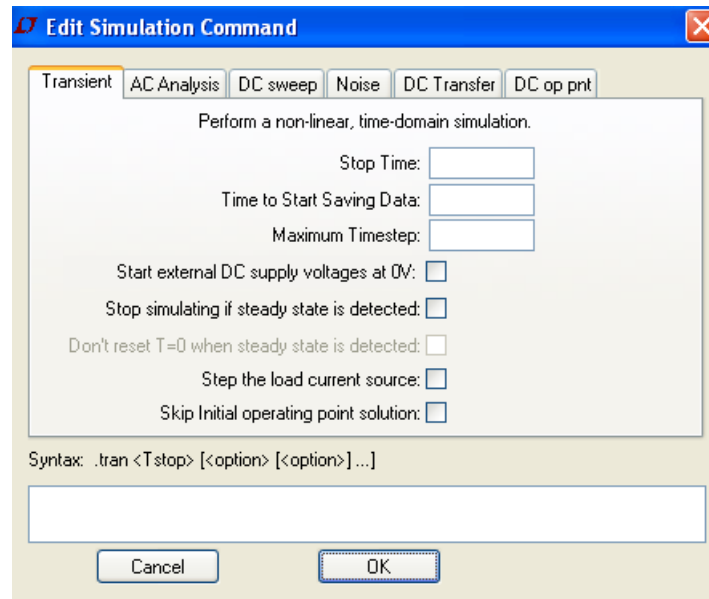 Edit Simulation Command
Transient AC Analysis DC sweep Noise DC Transfer DC op pnt
Perform a non-linear, time-domain simulation.
Stop Time:
Time to Start Saving Data:
Maximum Timestep:
Start external DC supply voltages at 0V:
Stop simulating if steady state is detected:
Don't reset T=0 when steady state is detected:
Step the load current source:
Skip Initial operating point solution:
Syntax: .tran <Tstop> [<option> [<option>] ...]
Cancel OK